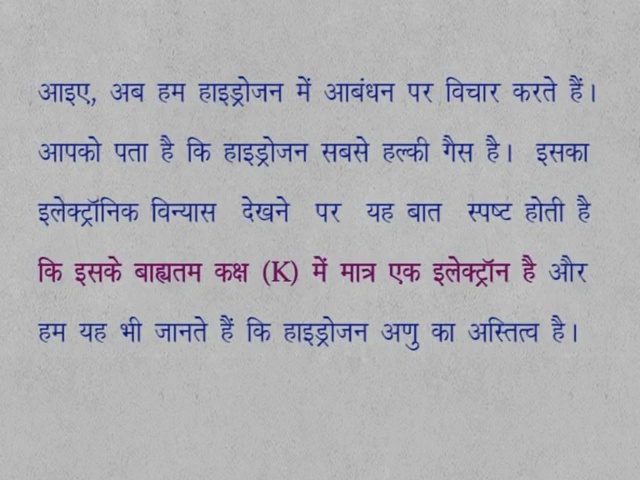 आइए, अब हम हाइड्रोजन में आबंधन पर विचार करते हैं।
आपको पता है कि हाइड्रोजन सबसे हल्की गैस है। इसका
इलेक्ट्रॉनिक विन्यास देखने पर यह बात स्पष्ट होती है
कि इसके बाह्यतम कक्ष (K) में मात्र एक इलेक्ट्रॉन है और
हम यह भी जानते हैं कि हाइड्रोजन अणु का अस्तित्व है।